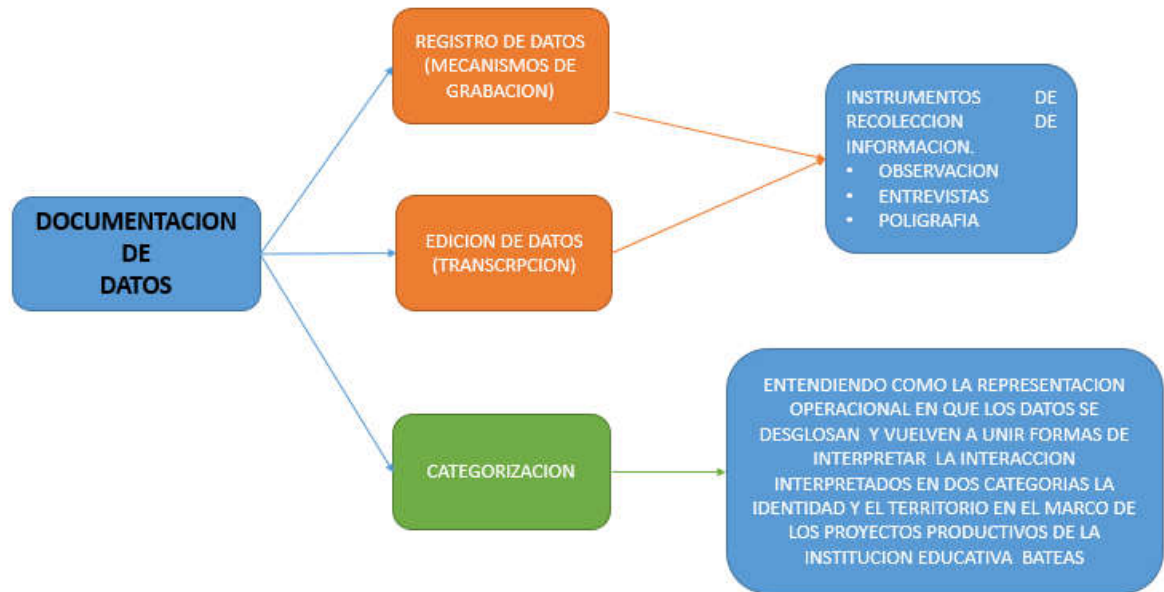 DOCUMENTACION
DE
DATOS
REGISTRO DE DATOS
(MECANISMOS DE
GRABACION)
EDICION DE DATOS
(TRANSCRPCION)
CATEGORIZACION
INSTRUMENTOS DE
RECOLECCION DE
INFORMACION.
• OBSERVACION
• ENTREVISTAS
• POLIGRAFIA
ENTENDIENDO COMO LA REPRESENTACION
OPERACIONAL EN QUE LOS DATOS SE
DESGLOSAN Y VUELVEN A UNIR FORMAS DE
INTERPRETAR LA INTERACCION
INTERPRETADOS EN DOS CATEGORIAS LA
IDENTIDAD Y EL TERRITORIO EN EL MARCO DE
LOS PROYECTOS PRODUCTIVOS DE LA
INSTITUCION EDUCATIVA BATEAS